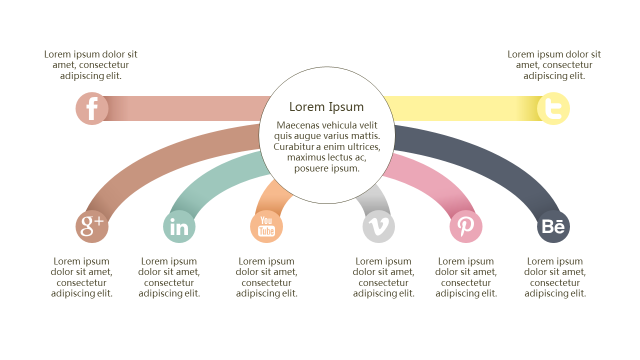 Lorem ipsum dolor sit
amet, consectetur
adipiscing elit.
Lorem ipsum dolor sit
amet, consectetur
adipiscing elit.
f
t
Lorem Ipsum
Maecenas vehicula velit
quis augue varius mattis.
Curabitur a enim ultrices,
maximus lectus ac,
posuere ipsum.
g+
in
You
Tube
v
p
Bē
Lorem ipsum
dolor sit amet,
consectetur
adipiscing elit.
Lorem ipsum
dolor sit amet,
consectetur
adipiscing elit.
Lorem ipsum
dolor sit amet,
consectetur
adipiscing elit.
Lorem ipsum
dolor sit amet,
consectetur
adipiscing elit.
Lorem ipsum
dolor sit amet,
consectetur
adipiscing elit.
Lorem ipsum
dolor sit amet,
consectetur
adipiscing elit.